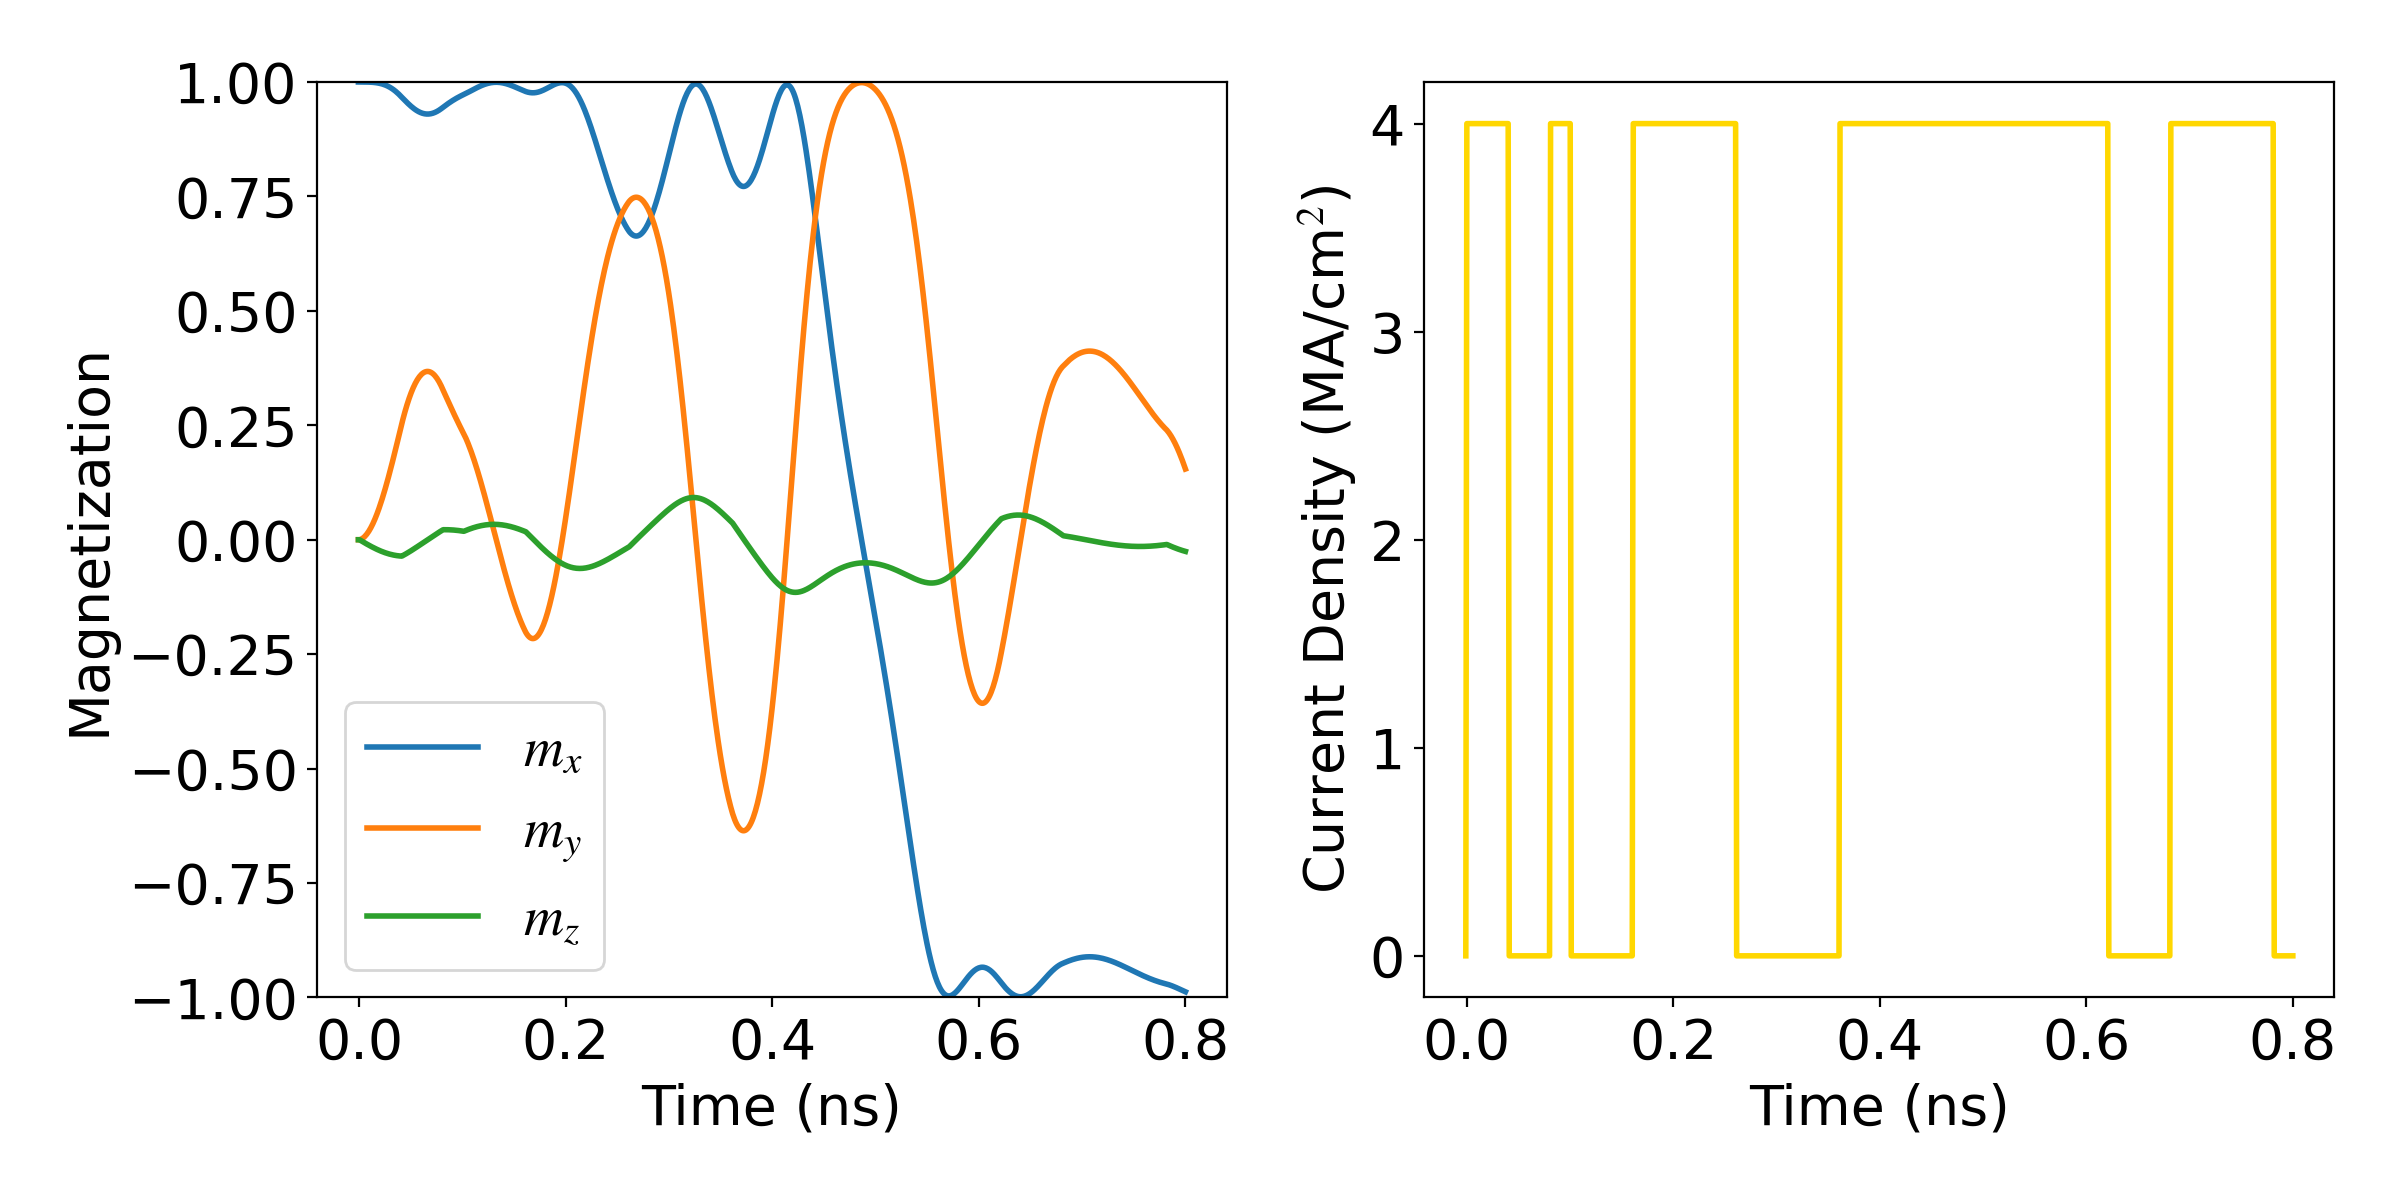 1.00
0.75
0.50
0.25
0.00
−0.25
−0.50
−0.75
−1.00
Magnetization
m_x
m_y
m_z
0.0 0.2 0.4 0.6 0.8
Time (ns)
4
3
2
1
0
Current Density (MA/cm²)
0.0 0.2 0.4 0.6 0.8
Time (ns)